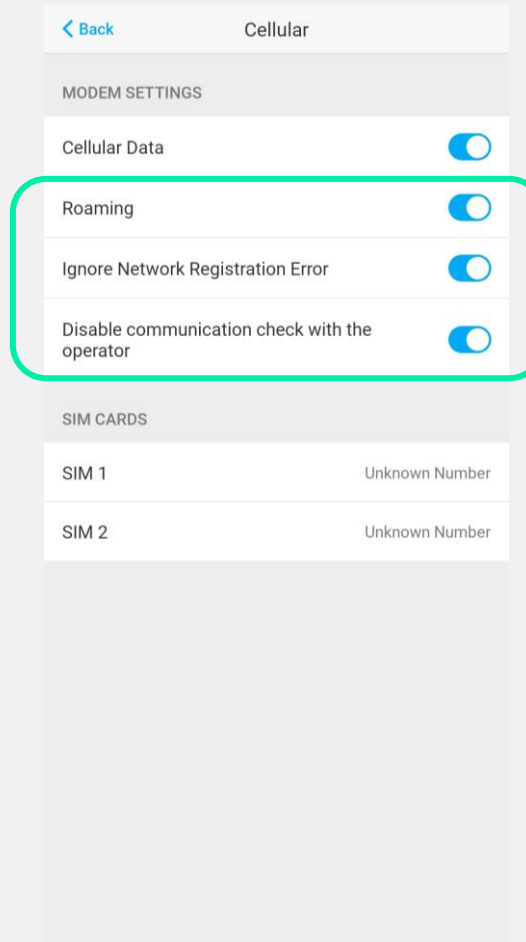 Back
Cellular
MODEM SETTINGS
Cellular Data
Roaming
Ignore Network Registration Error
Disable communication check with the
operator
SIM CARDS
SIM 1 Unknown Number
SIM 2 Unknown Number